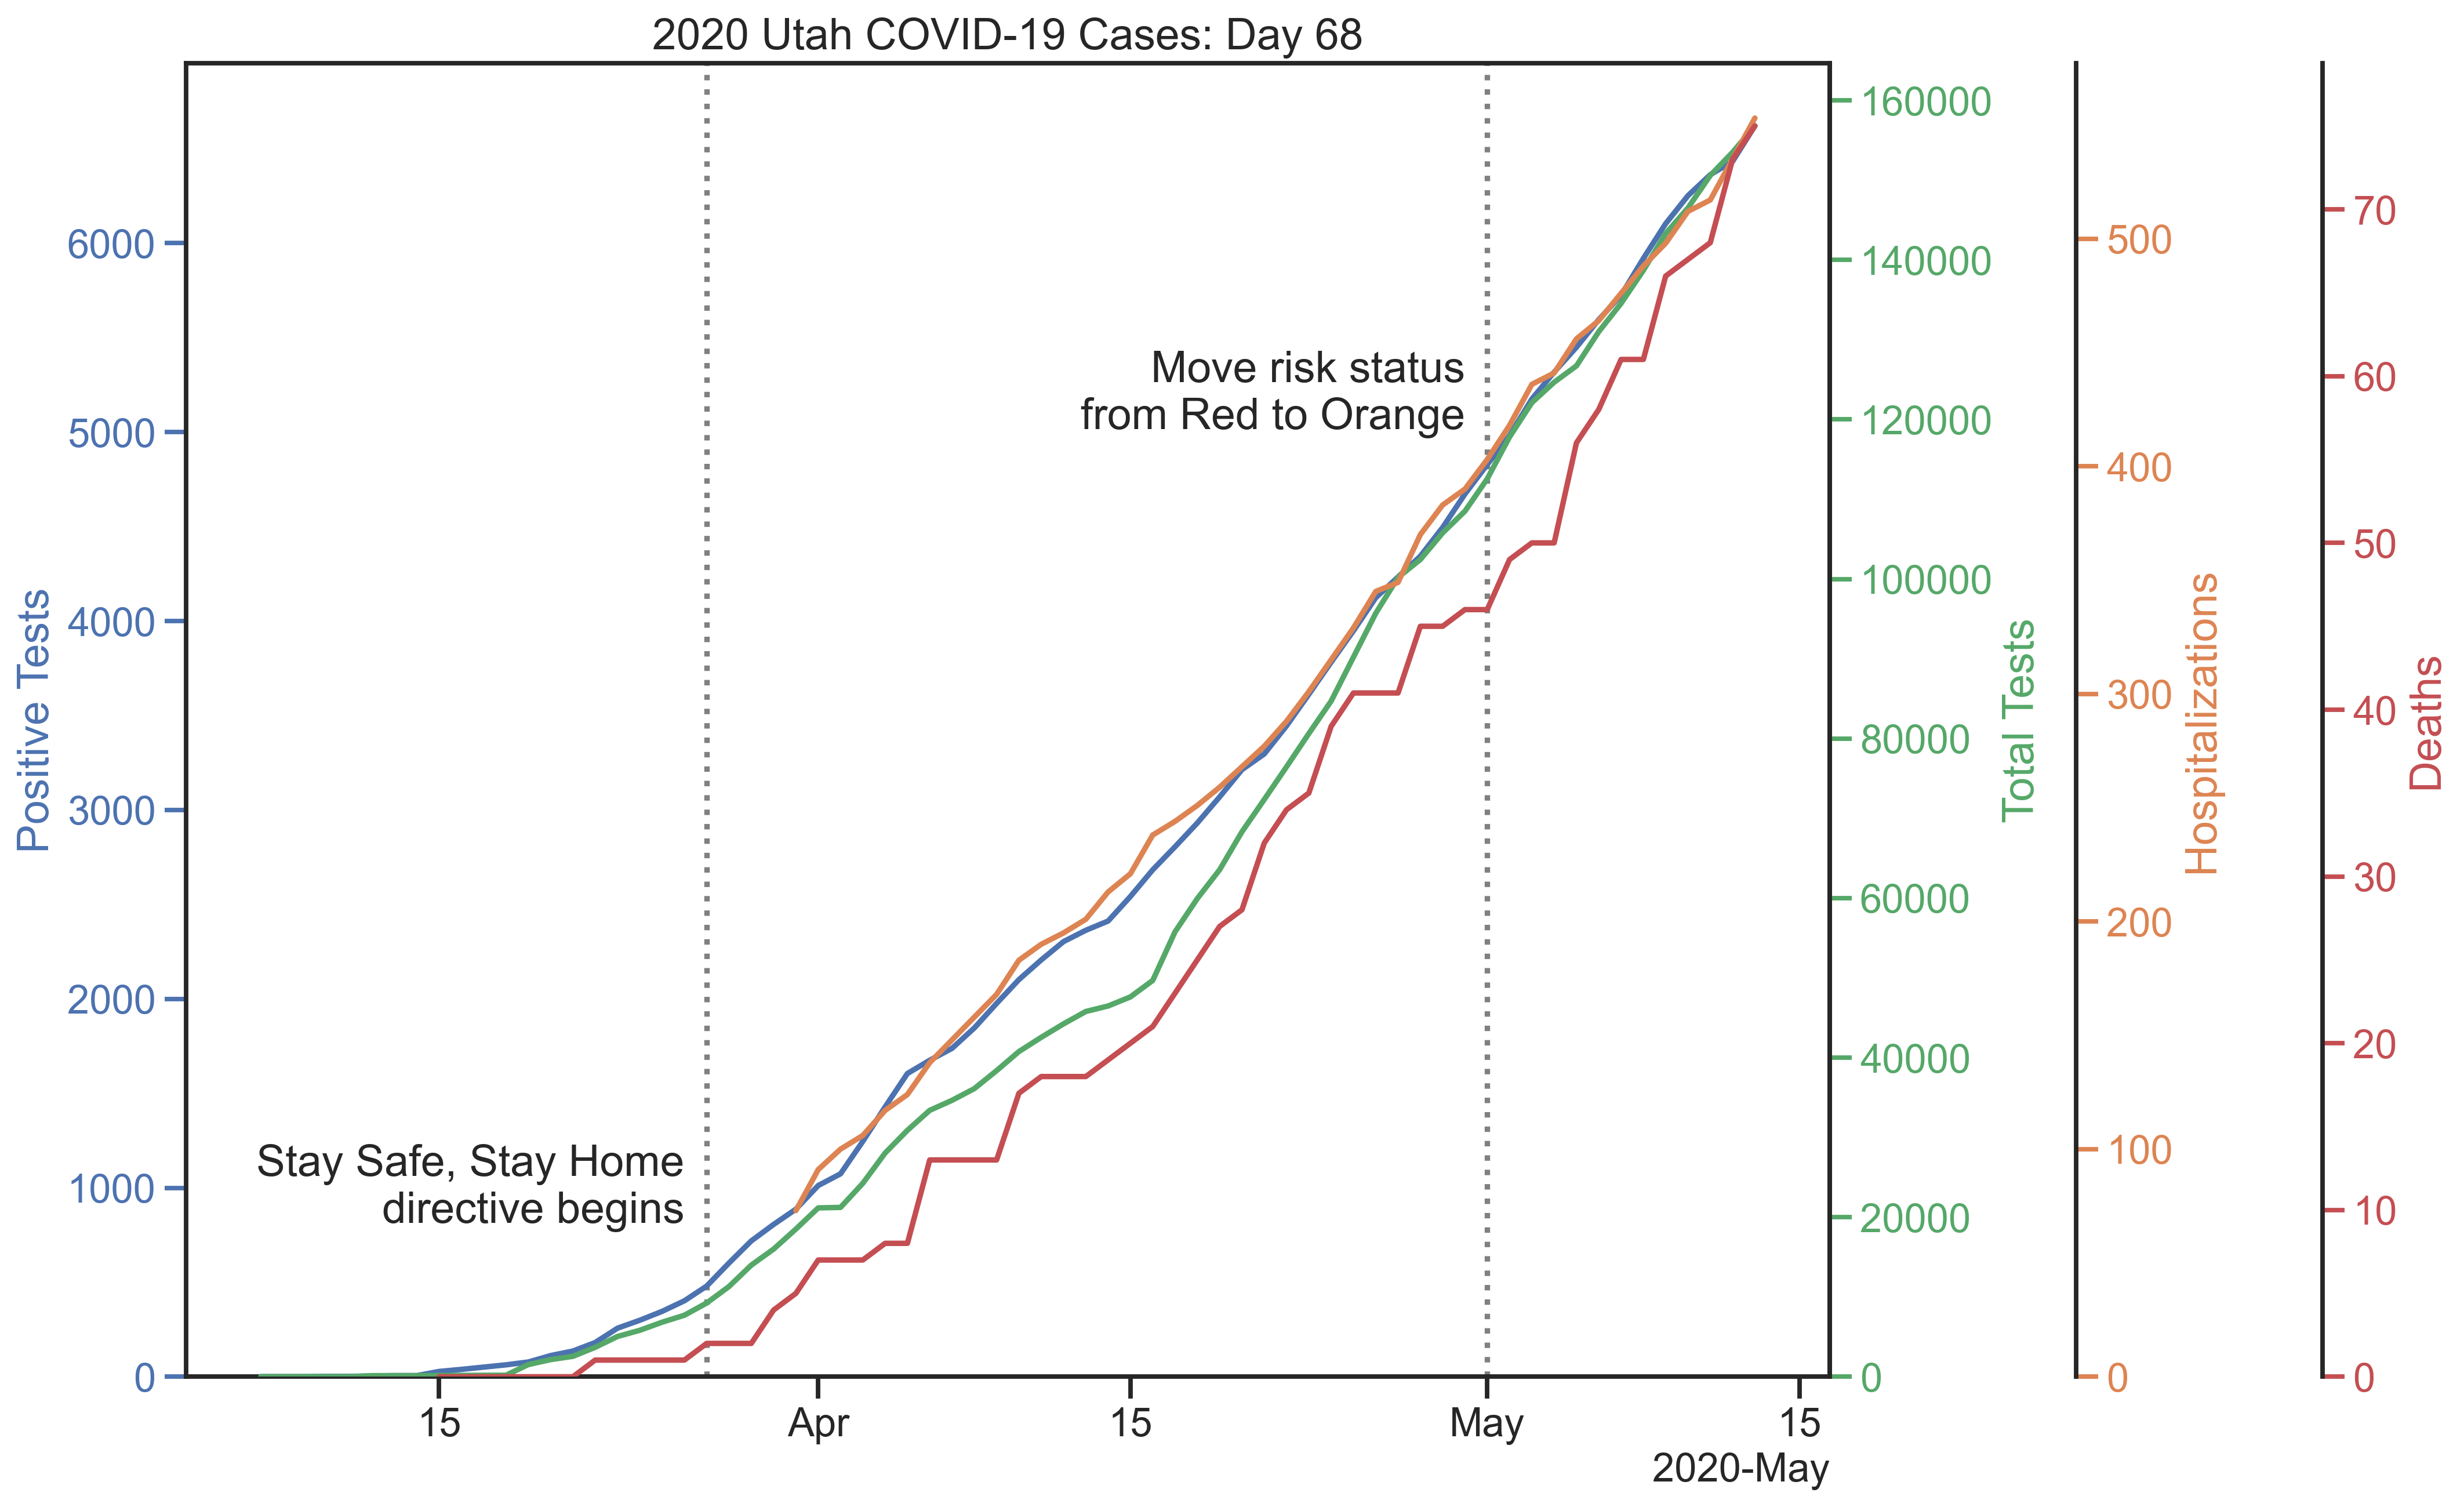 2020 Utah COVID-19 Cases: Day 68
Positive Tests
6000
5000
4000
3000
2000
1000
0
Move risk status
from Red to Orange
Stay Safe, Stay Home
directive begins
15
Apr
15
May
15
2020-May
160000
140000
120000
100000
80000
60000
40000
20000
0
Total Tests
500
400
300
200
100
0
Hospitalizations
70
60
50
40
30
20
10
0
Deaths